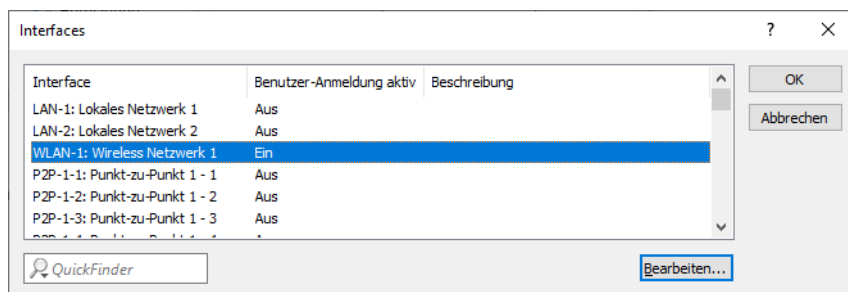 Interfaces ? ×
Interface Benutzer-Anmeldung aktiv Beschreibung
LAN-1: Lokales Netzwerk 1 Aus
LAN-2: Lokales Netzwerk 2 Aus
WLAN-1: Wireless Netzwerk 1 Ein
P2P-1-1: Punkt-zu-Punkt 1 - 1 Aus
P2P-1-2: Punkt-zu-Punkt 1 - 2 Aus
P2P-1-3: Punkt-zu-Punkt 1 - 3 Aus
OK
Abbrechen
QuickFinder
Bearbeiten...